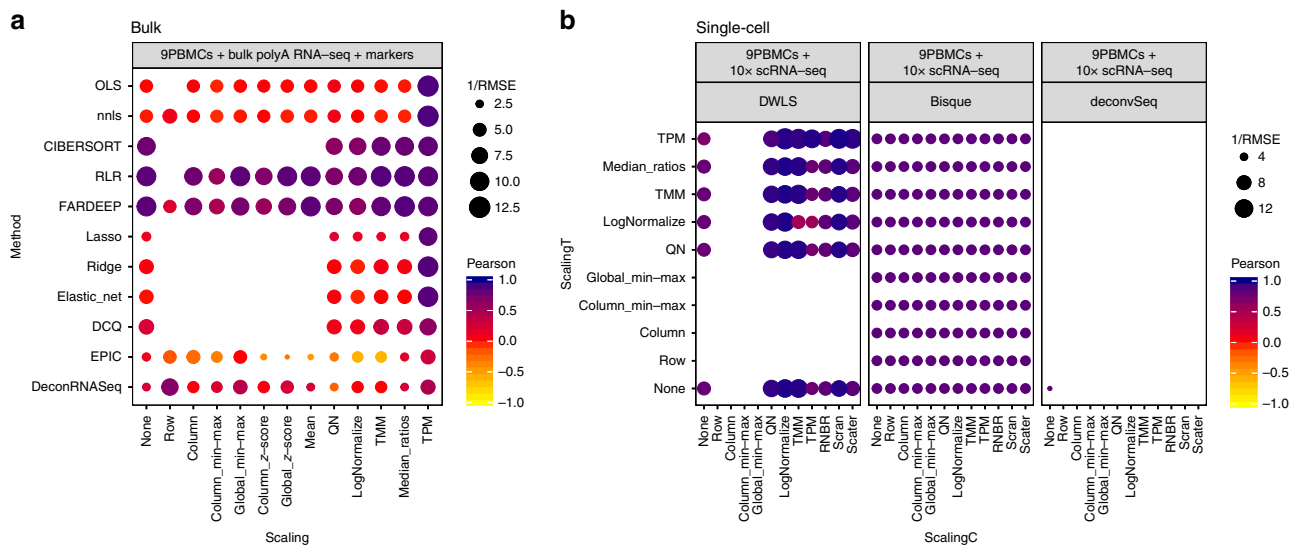 a
Bulk
9PBMCs + bulk polyA RNA–seq + markers
Method
OLS
nnls
CIBERSORT
RLR
FARDEEP
Lasso
Ridge
Elastic_net
DCQ
EPIC
DeconRNASeq
None
Row
Column
Column_min–max
Global_min–max
Column_z–score
Global_z–score
Mean
QN
LogNormalize
TMM
Median_ratios
TPM
Scaling
1/RMSE
2.5
5.0
7.5
10.0
12.5
Pearson
1.0
0.5
0.0
−0.5
−1.0
b
Single-cell
9PBMCs +
10× scRNA–seq
DWLS
9PBMCs +
10× scRNA–seq
Bisque
9PBMCs +
10× scRNA–seq
deconvSeq
ScalingT
TPM
Median_ratios
TMM
LogNormalize
QN
Global_min–max
Column_min–max
Column
Row
None
None
Row
Column
Column_min–max
Global_min–max
QN
LogNormalize
TMM
TPM
RNBR
Scran
Scater
None
Row
Column
Column_min–max
Global_min–max
QN
LogNormalize
TMM
TPM
RNBR
Scran
Scater
None
Row
Column
Column_min–max
Global_min–max
QN
LogNormalize
TMM
TPM
RNBR
Scran
Scater
ScalingC
1/RMSE
4
8
12
Pearson
1.0
0.5
0.0
−0.5
−1.0